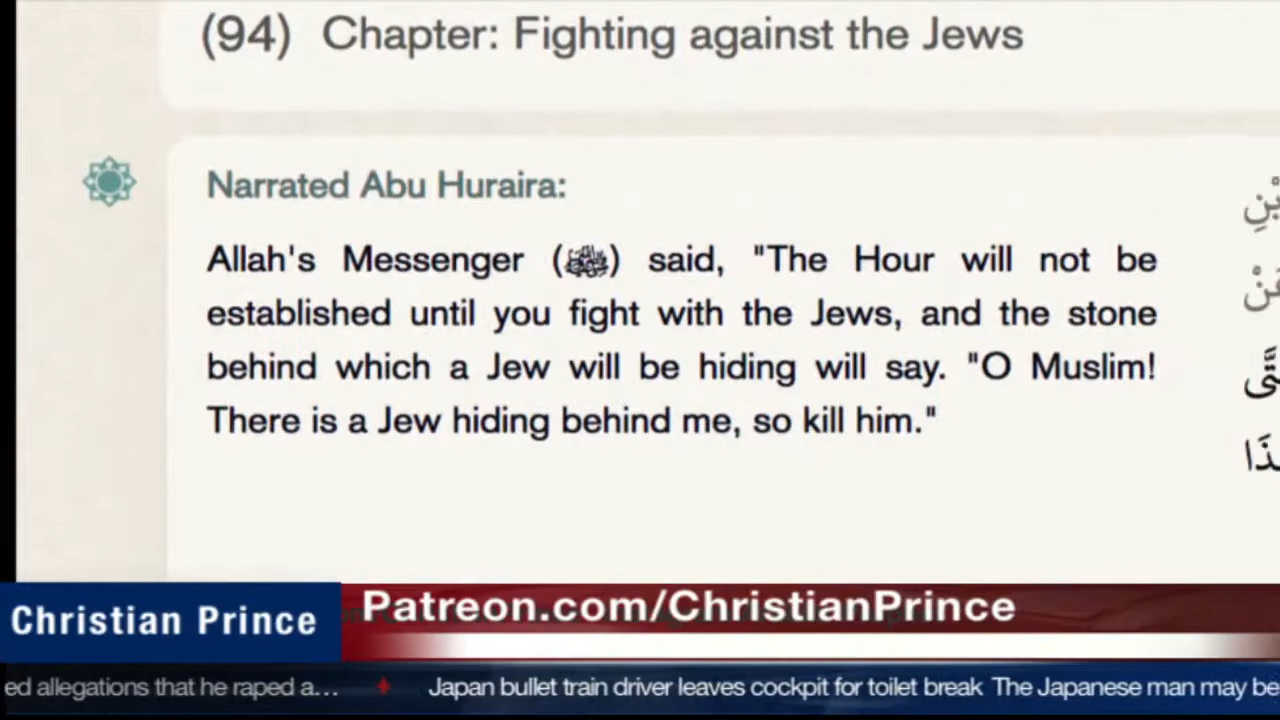 (94) Chapter: Fighting against the Jews
Narrated Abu Huraira:
Allah's Messenger (ﷺ) said, "The Hour will not be
established until you fight with the Jews, and the stone
behind which a Jew will be hiding will say. "O Muslim!
There is a Jew hiding behind me, so kill him."
Christian Prince
Patreon.com/ChristianPrince
ed allegations that he raped a… Japan bullet train driver leaves cockpit for toilet break The Japanese man may be